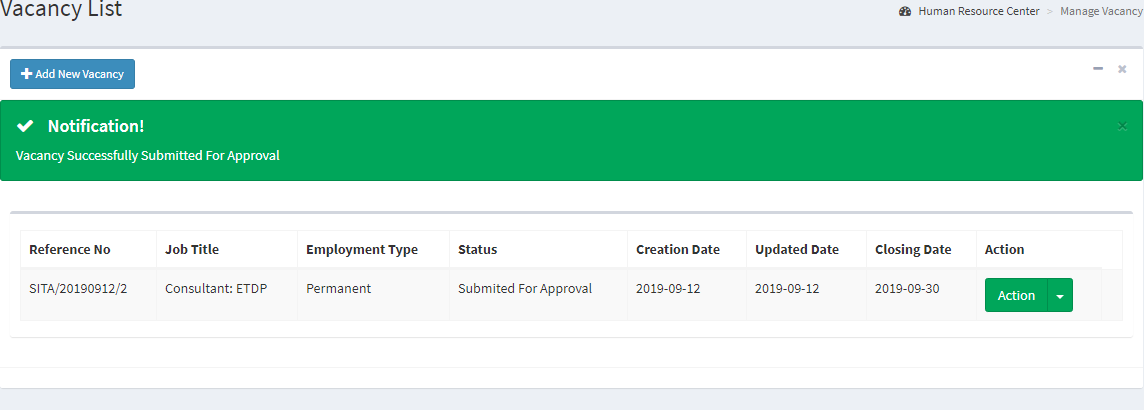 Vacancy List
Human Resource Center > Manage Vacancy
Add New Vacancy
Notification!
Vacancy Successfully Submitted For Approval
Reference No Job Title Employment Type Status Creation Date Updated Date Closing Date Action
SITA/20190912/2 Consultant: ETDP Permanent Submited For Approval 2019-09-12 2019-09-12 2019-09-30 Action